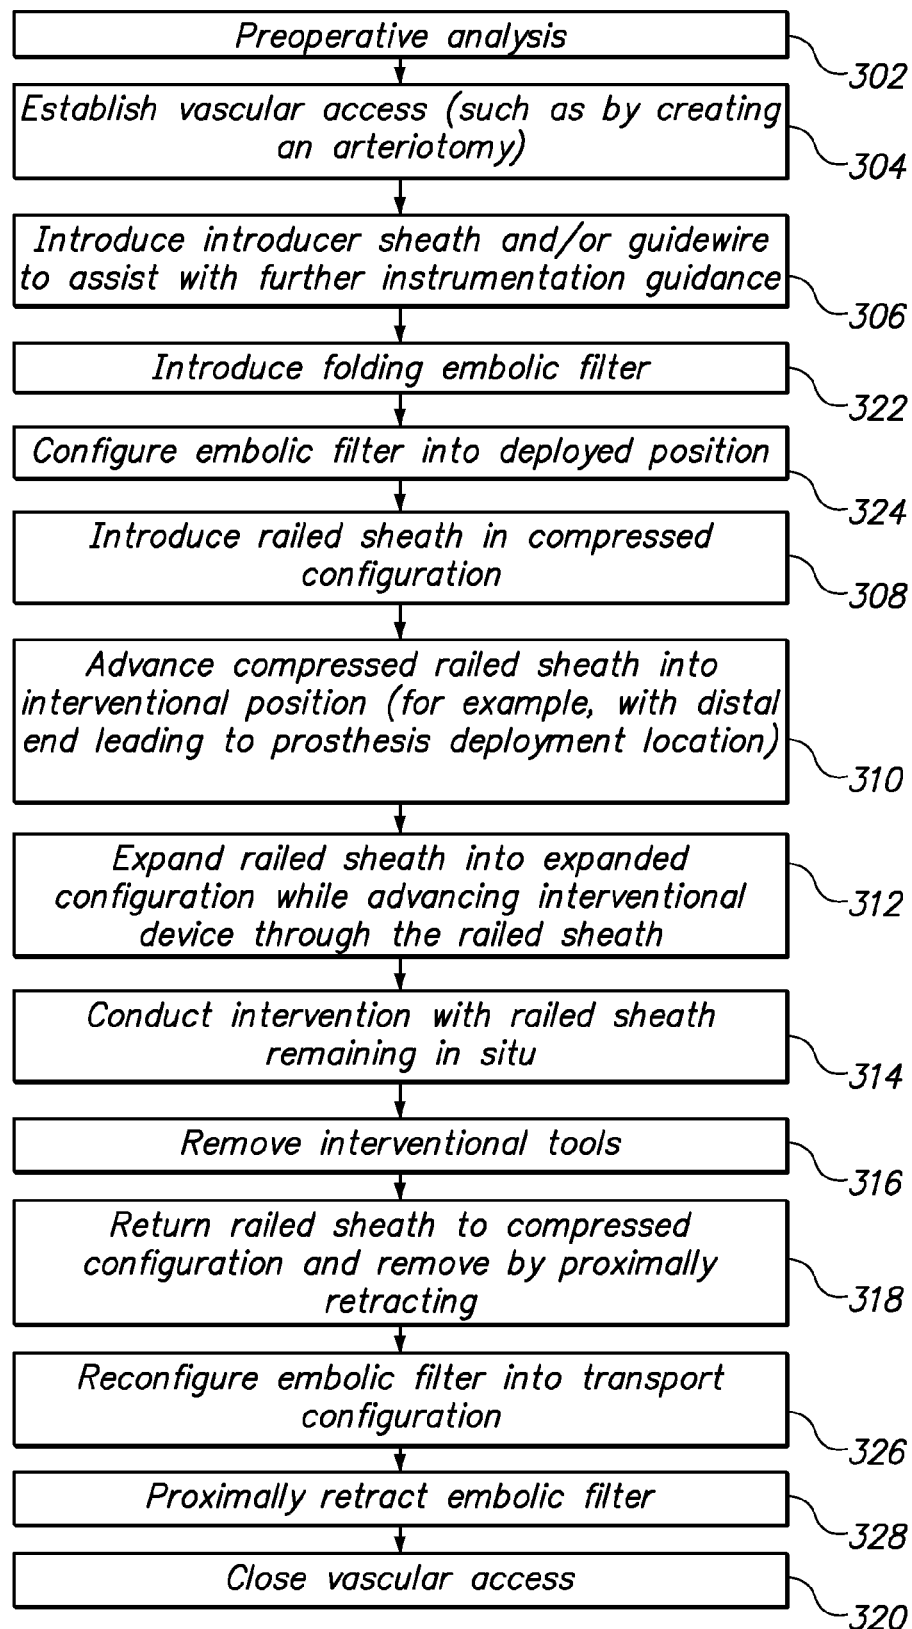 Preoperative analysis
302
Establish vascular access (such as by creating
an arteriotomy)
304
Introduce introducer sheath and/or guidewire
to assist with further instrumentation guidance
306
Introduce folding embolic filter
322
Configure embolic filter into deployed position
324
Introduce railed sheath in compressed
configuration
308
Advance compressed railed sheath into
interventional position (for example, with distal
end leading to prosthesis deployment location)
310
Expand railed sheath into expanded
configuration while advancing interventional
device through the railed sheath
312
Conduct intervention with railed sheath
remaining in situ
314
Remove interventional tools
316
Return railed sheath to compressed
configuration and remove by proximally
retracting
318
Reconfigure embolic filter into transport
configuration
326
Proximally retract embolic filter
328
Close vascular access
320